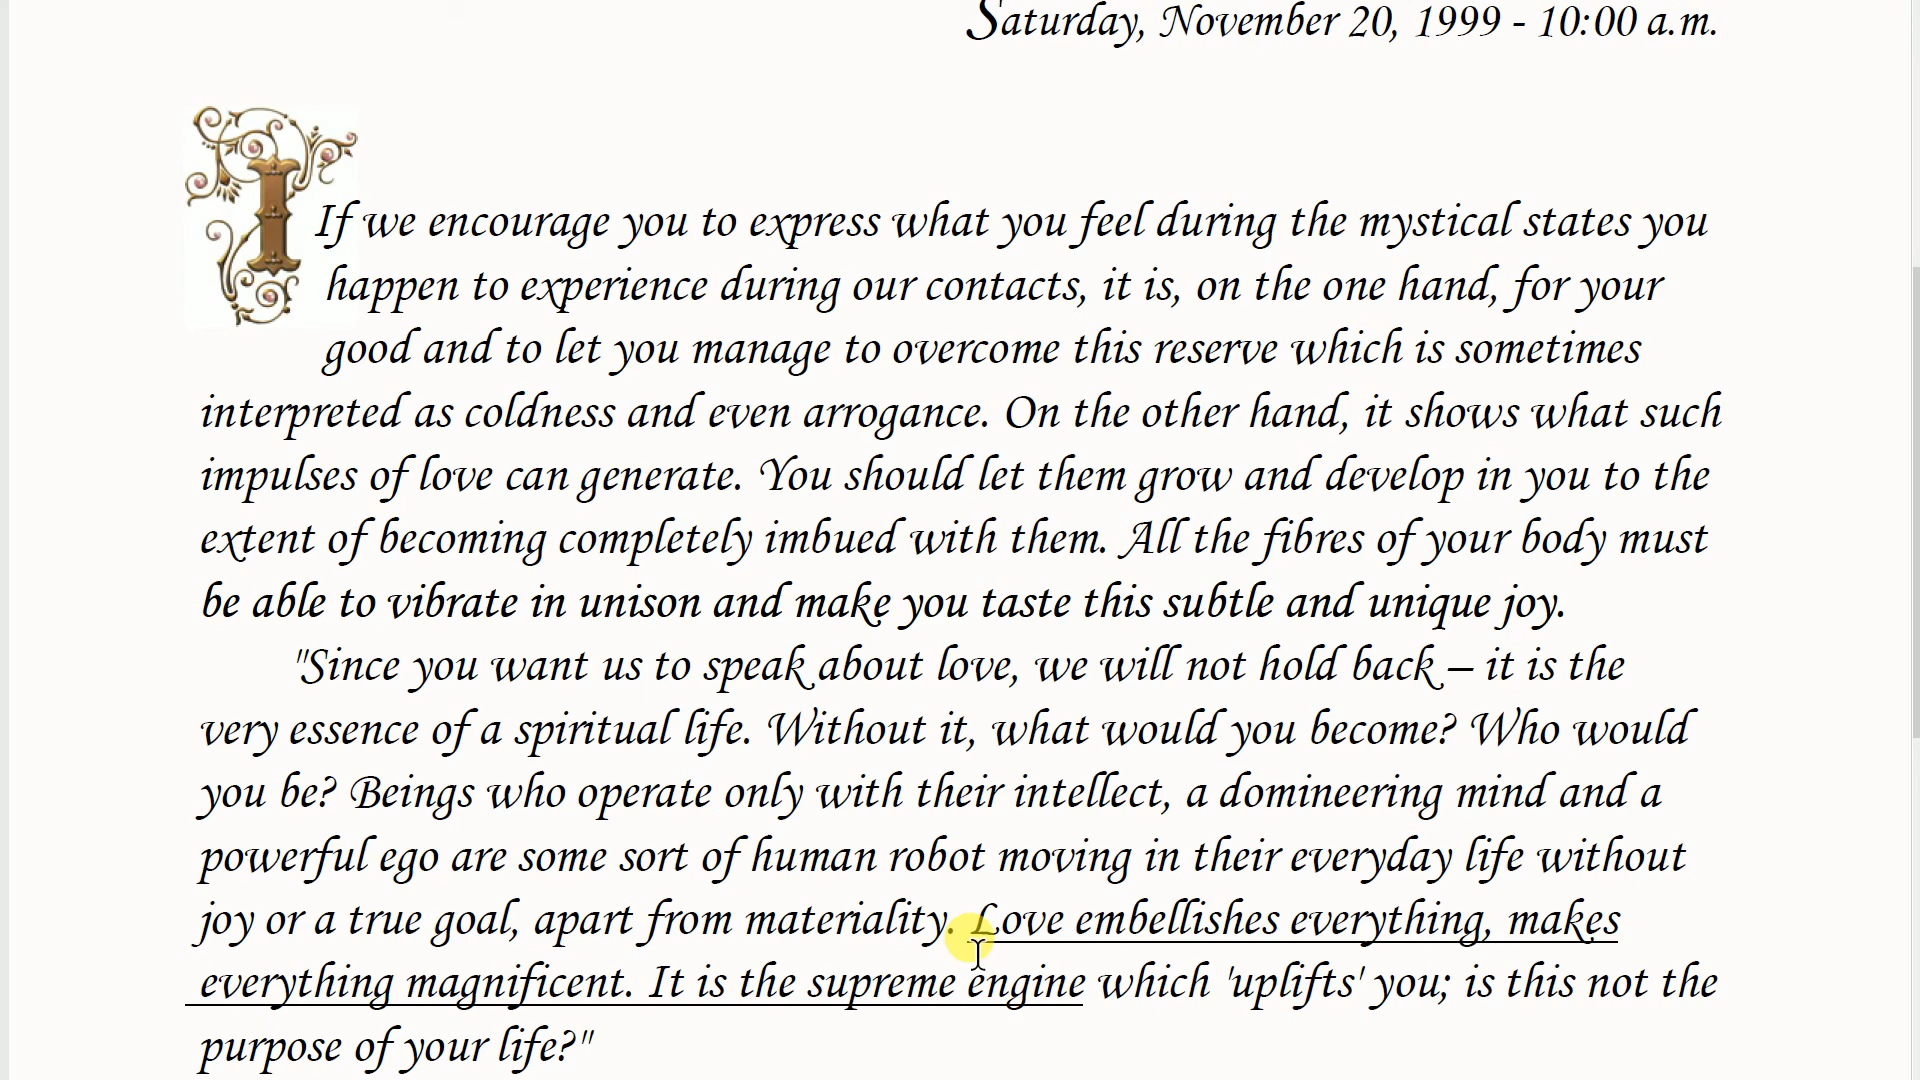 Saturday, November 20, 1999 - 10:00 a.m.
I
If we encourage you to express what you feel during the mystical states you
happen to experience during our contacts, it is, on the one hand, for your
good and to let you manage to overcome this reserve which is sometimes
interpreted as coldness and even arrogance. On the other hand, it shows what such
impulses of love can generate. You should let them grow and develop in you to the
extent of becoming completely imbued with them. All the fibres of your body must
be able to vibrate in unison and make you taste this subtle and unique joy.
"Since you want us to speak about love, we will not hold back – it is the
very essence of a spiritual life. Without it, what would you become? Who would
you be? Beings who operate only with their intellect, a domineering mind and a
powerful ego are some sort of human robot moving in their everyday life without
joy or a true goal, apart from materiality. Love embellishes everything, makes
everything magnificent. It is the supreme engine which 'uplifts' you; is this not the
purpose of your life?"